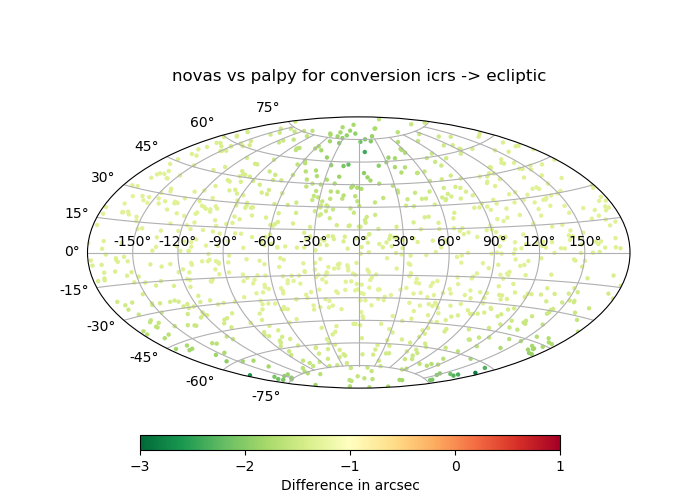 novas vs palpy for conversion icrs -> ecliptic
75°
60°
45°
30°
15°
-150° -120° -90° -60° -30° 0° 30° 60° 90° 120° 150°
0°
-15°
-30°
-45°
-60°
-75°
−3 −2 −1 0 1
Difference in arcsec